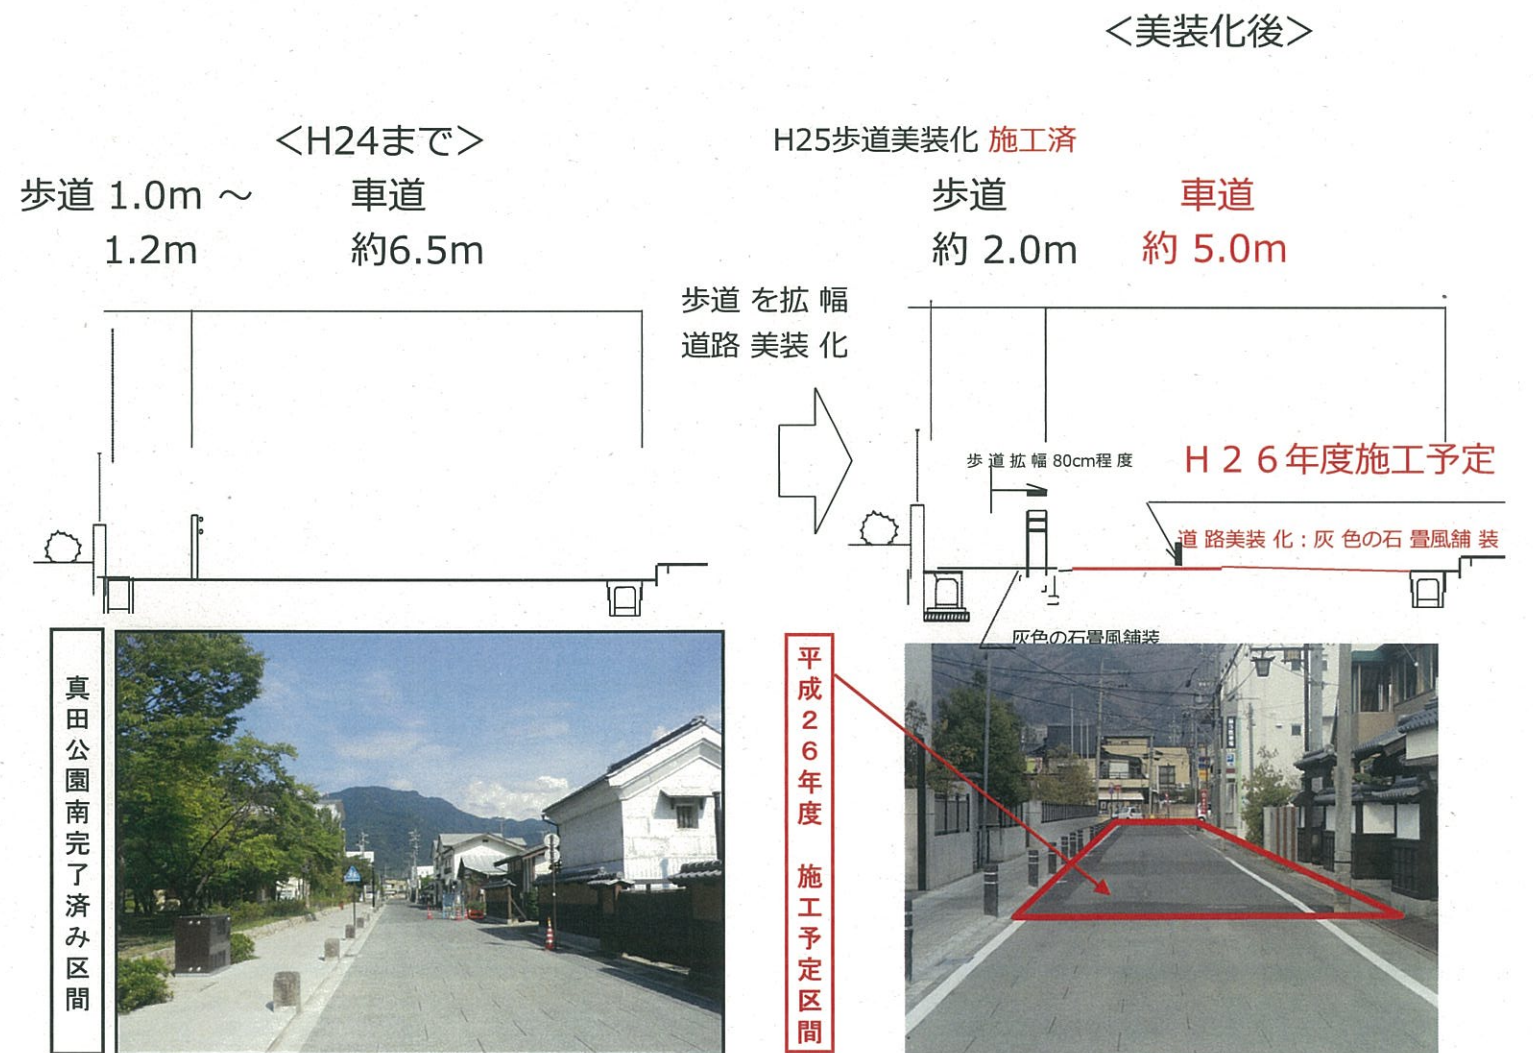 ＜美装化後＞
＜H24まで＞
H25歩道美装化 施工済
歩道 1.0m ～
1.2m
車道
約6.5m
歩道
約 2.0m
車道
約 5.0m
歩道 を拡 幅
道路 美装 化
歩 道 拡 幅 80cm程 度
H２６年度施工予定
道 路美装 化：灰 色の石 畳風舗 装
灰色の石畳風舗装
真田公園南完了済み区間
平成２６年度 施工予定区間